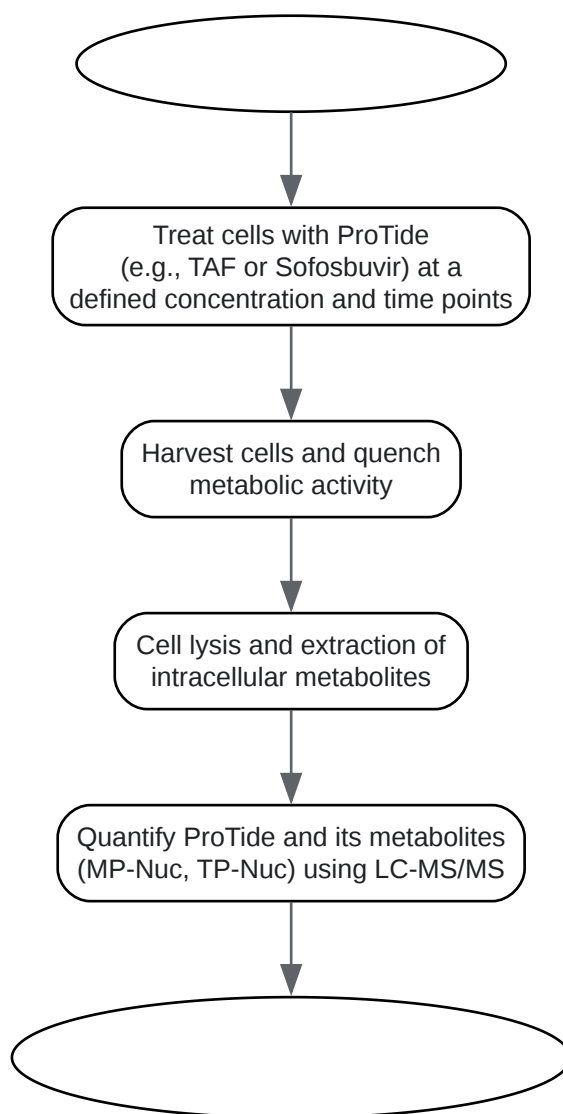 Treat cells with ProTide
(e.g., TAF or Sofosbuvir) at a
defined concentration and time points
Harvest cells and quench
metabolic activity
Cell lysis and extraction of
intracellular metabolites
Quantify ProTide and its metabolites
(MP-Nuc, TP-Nuc) using LC-MS/MS